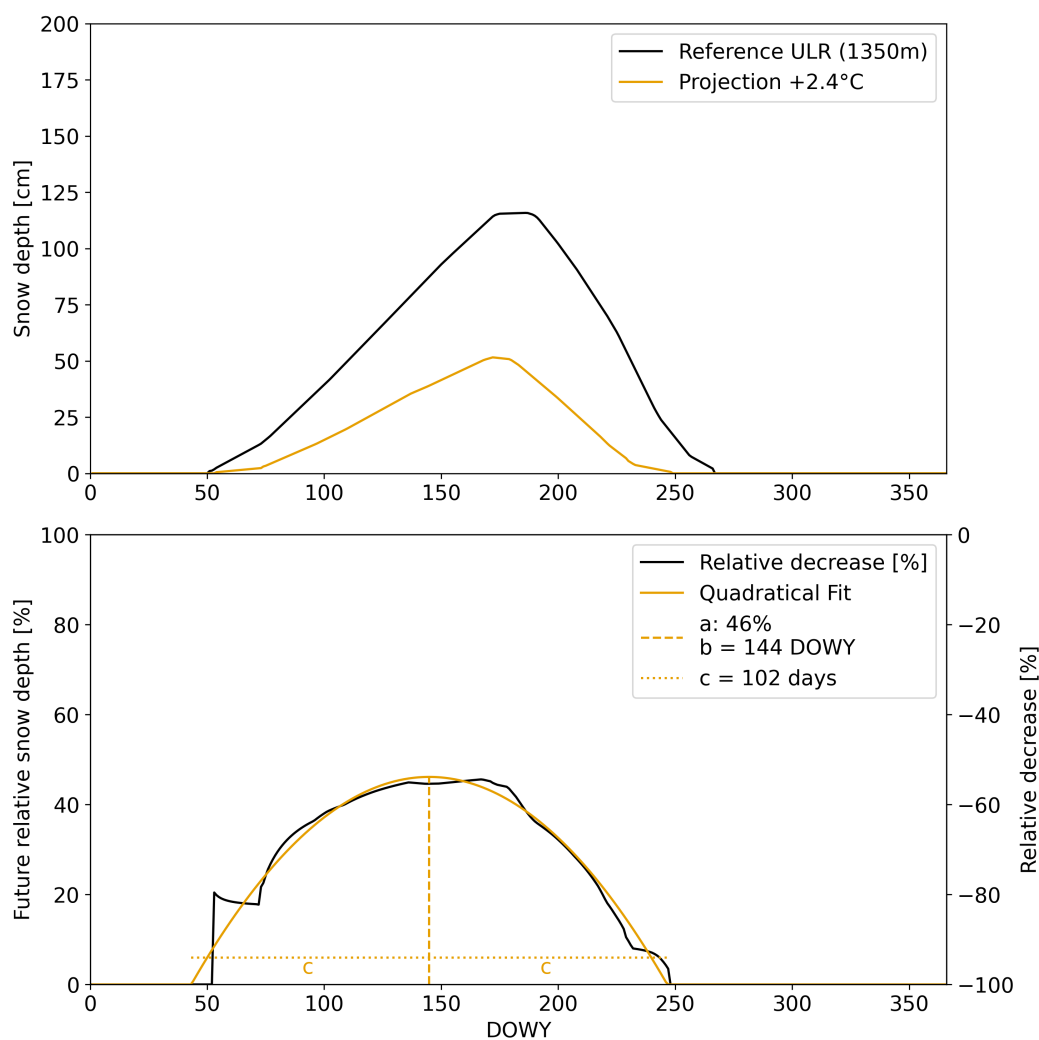 200
175
150
125
100
75
50
25
0
Snow depth [cm]
Reference ULR (1350m)
Projection +2.4°C
0 50 100 150 200 250 300 350
100
80
60
40
20
0
Future relative snow depth [%]
Relative decrease [%]
Quadratical Fit
a: 46%
b = 144 DOWY
c = 102 days
c c
0
−20
−40
−60
−80
−100
Relative decrease [%]
0 50 100 150 200 250 300 350
DOWY